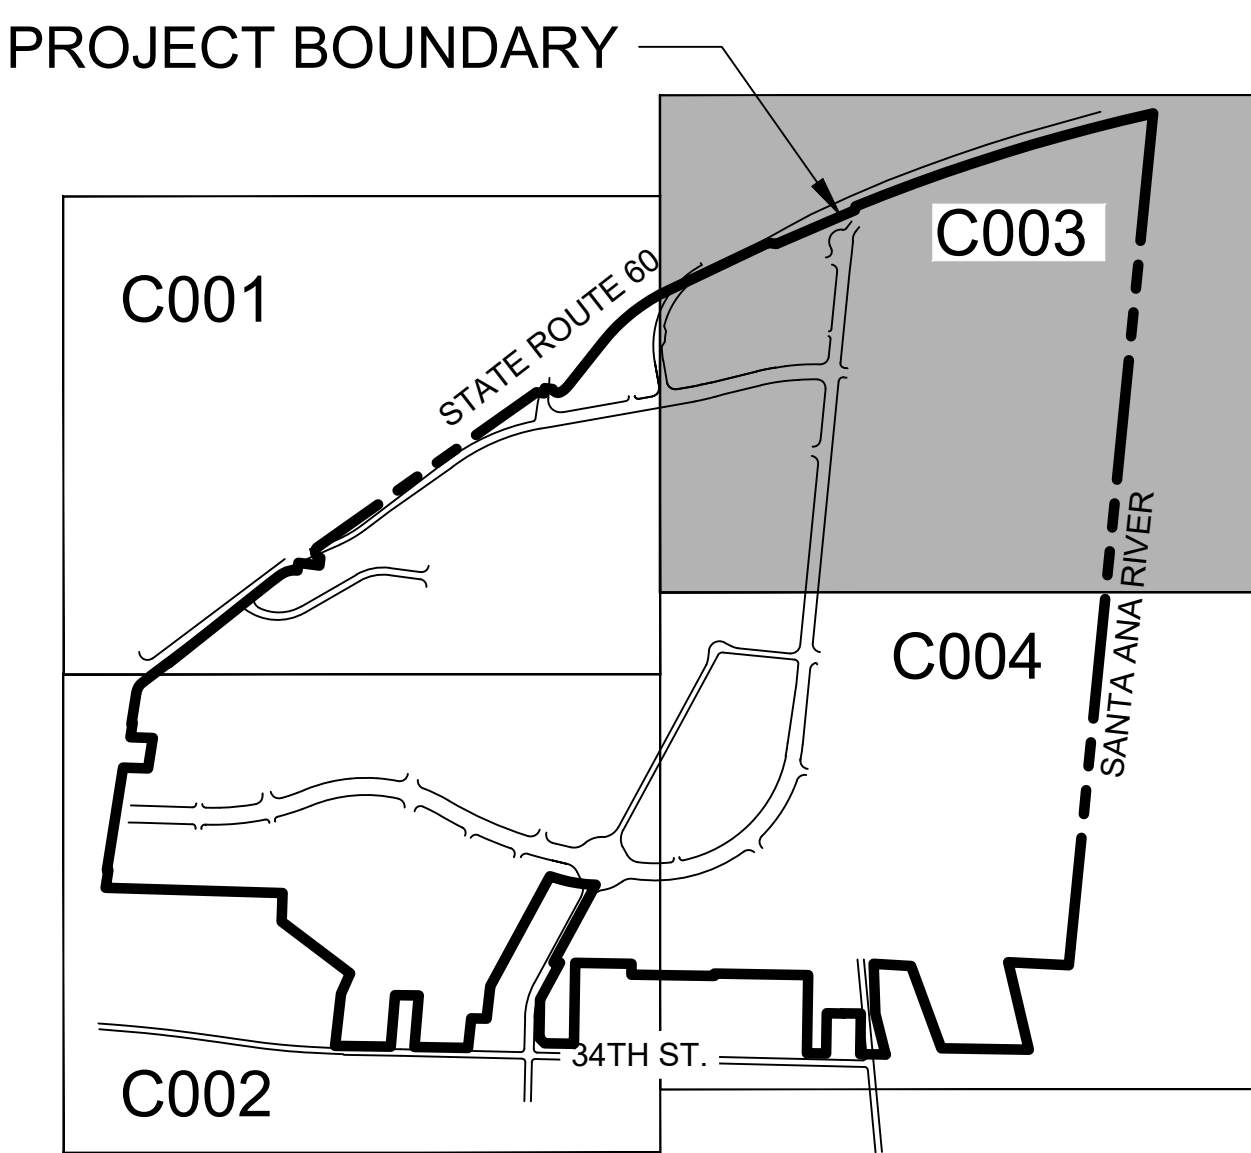 PROJECT BOUNDARY
C003
C001
STATE ROUTE 60
SANTA ANA RIVER
C004
34TH ST.
C002